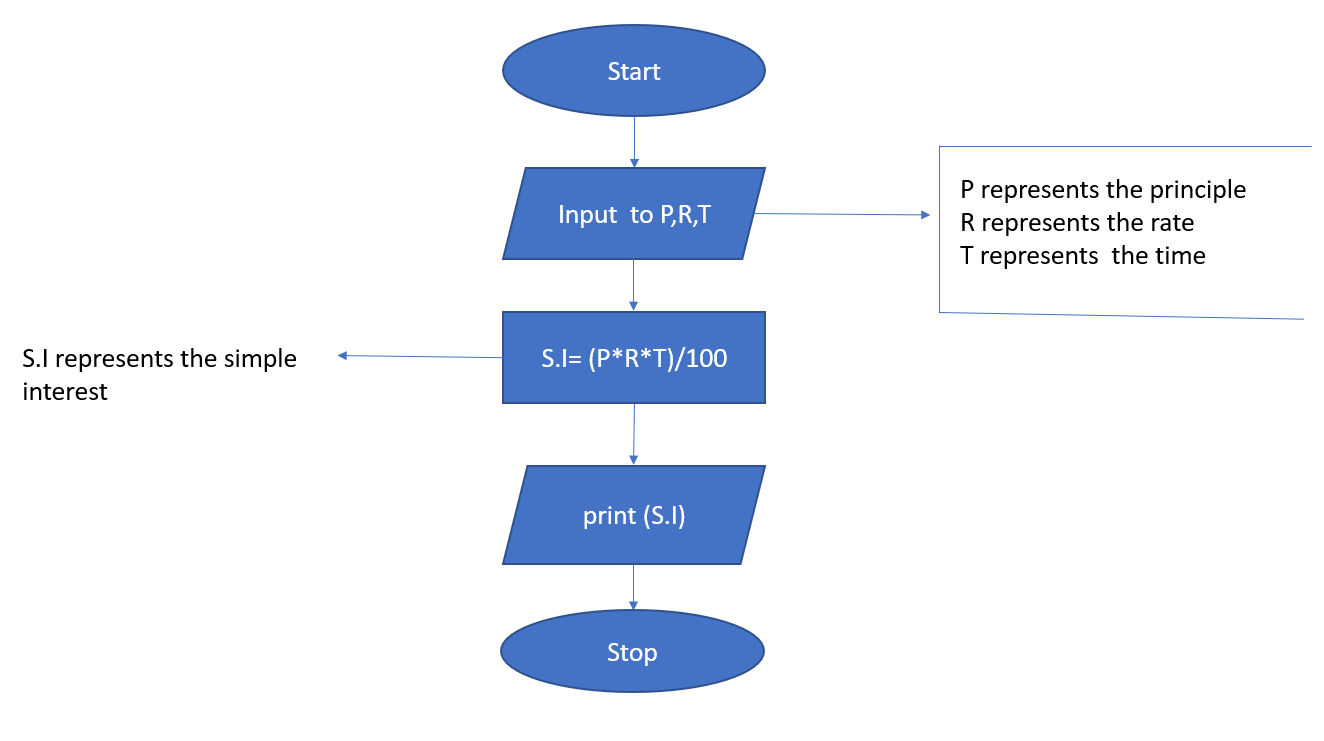 Start
Input  to P,R,T
P represents the principle
R represents the rate
T represents  the time
S.I= (P*R*T)/100
S.I represents the simple
interest
print (S.I)
Stop